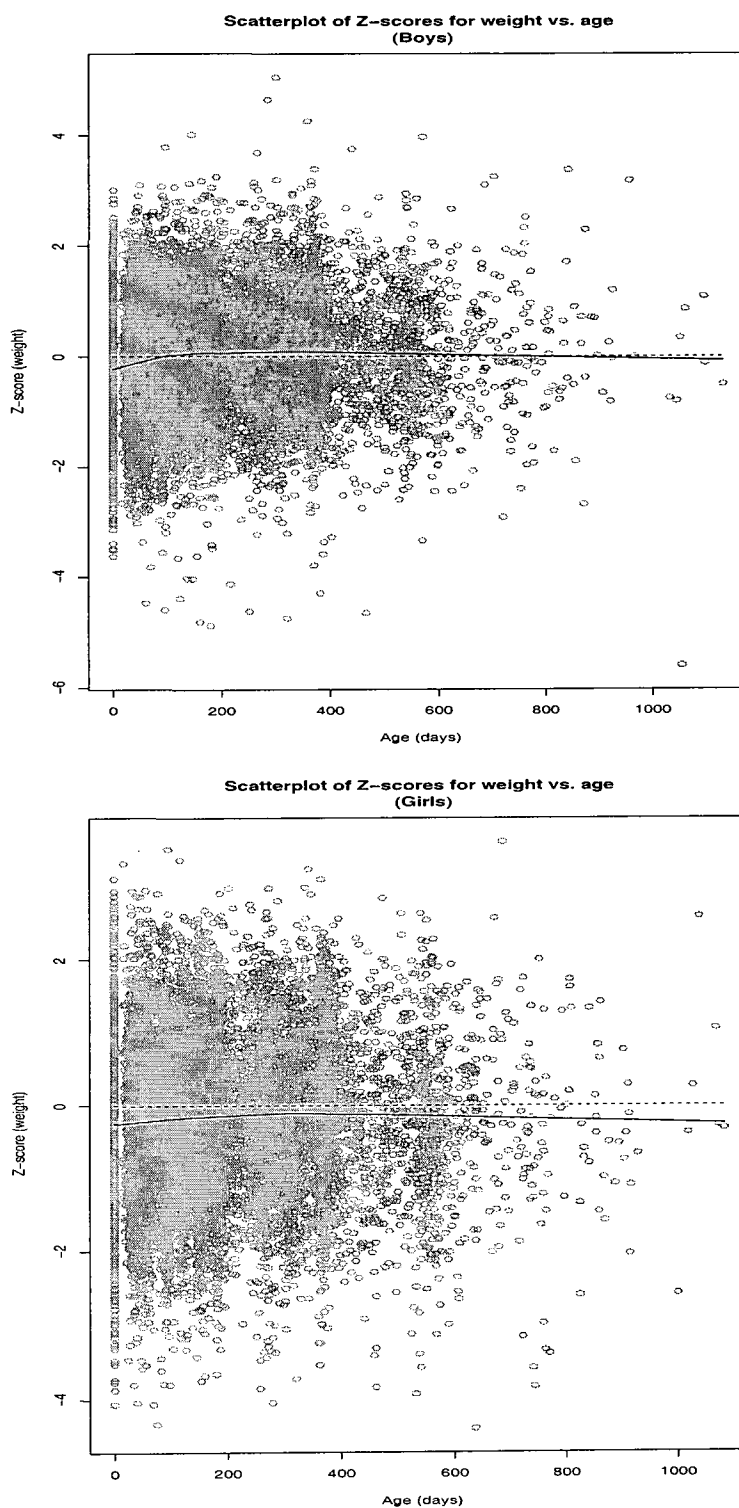 Scatterplot of Z-scores for weight vs. age
(Boys)
Z-score (weight)
4
2
0
-2
-4
-6
0 200 400 600 800 1000
Age (days)
Scatterplot of Z-scores for weight vs. age
(Girls)
Z-score (weight)
2
0
-2
-4
0 200 400 600 800 1000
Age (days)